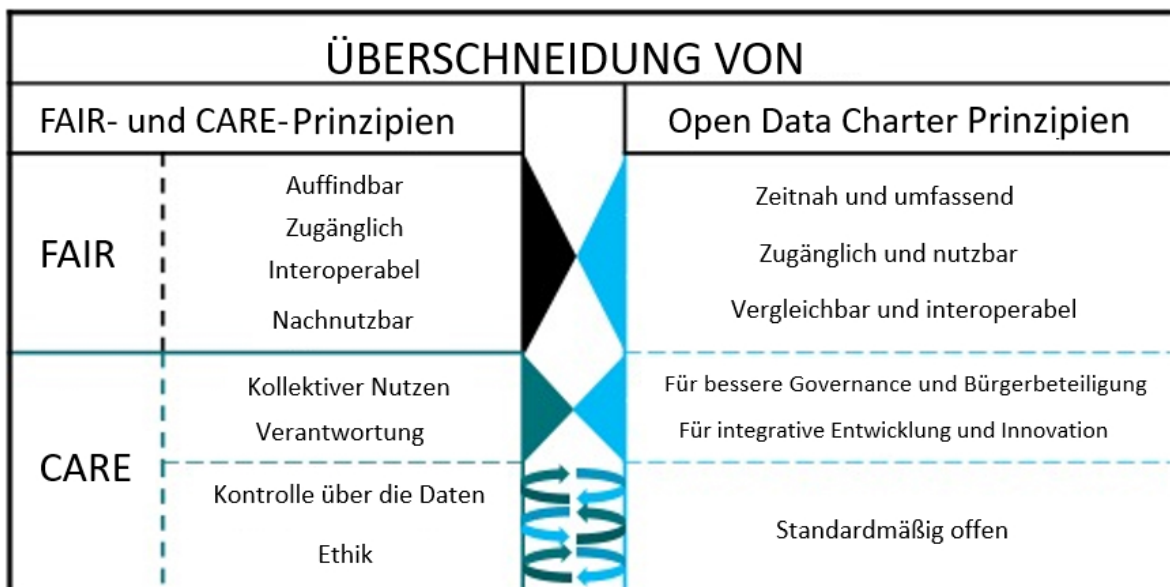 ÜBERSCHNEIDUNG VON
FAIR- und CARE-Prinzipien
Open Data Charter Prinzipien
FAIR
Auffindbar
Zugänglich
Interoperabel
Nachnutzbar
Zeitnah und umfassend
Zugänglich und nutzbar
Vergleichbar und interoperabel
CARE
Kollektiver Nutzen
Verantwortung
Für bessere Governance und Bürgerbeteiligung
Für integrative Entwicklung und Innovation
Kontrolle über die Daten
Ethik
Standardmäßig offen